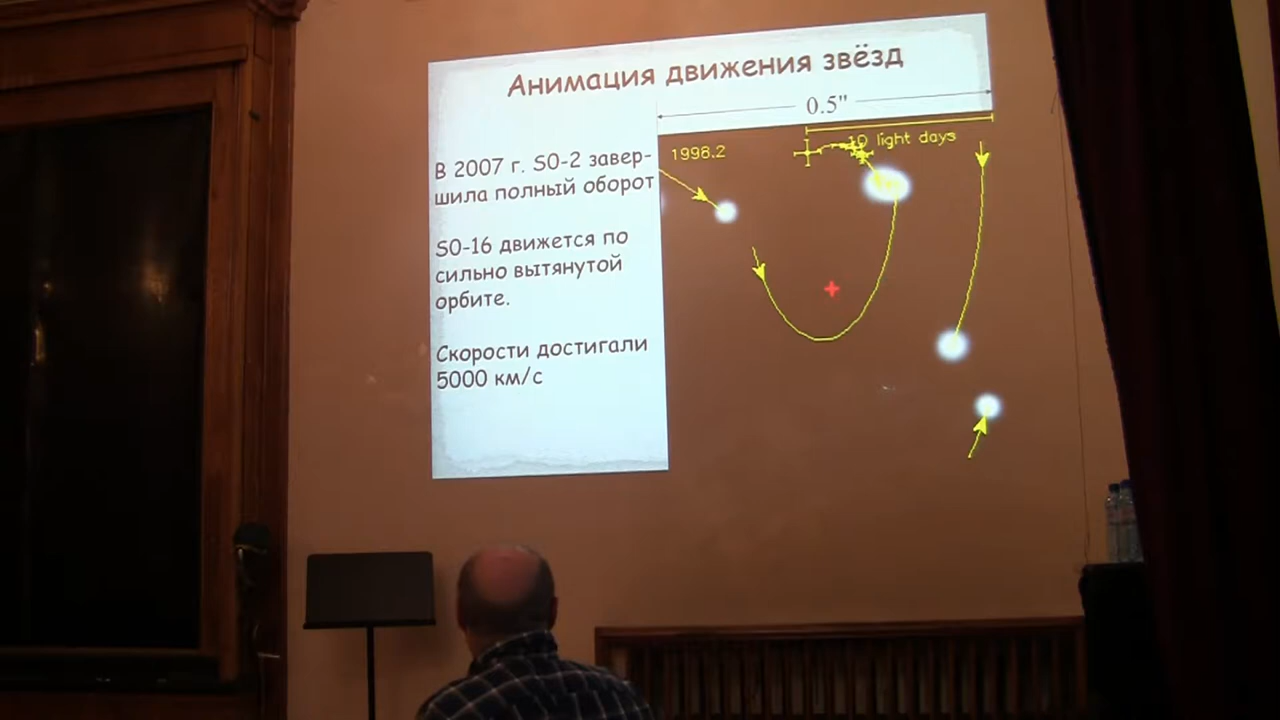 Анимация движения звёзд
0.5"
10 light days
1998.2
В 2007 г. S0-2 завер-
шила полный оборот
S0-16 движется по
сильно вытянутой
орбите.
Скорости достигали
5000 км/с